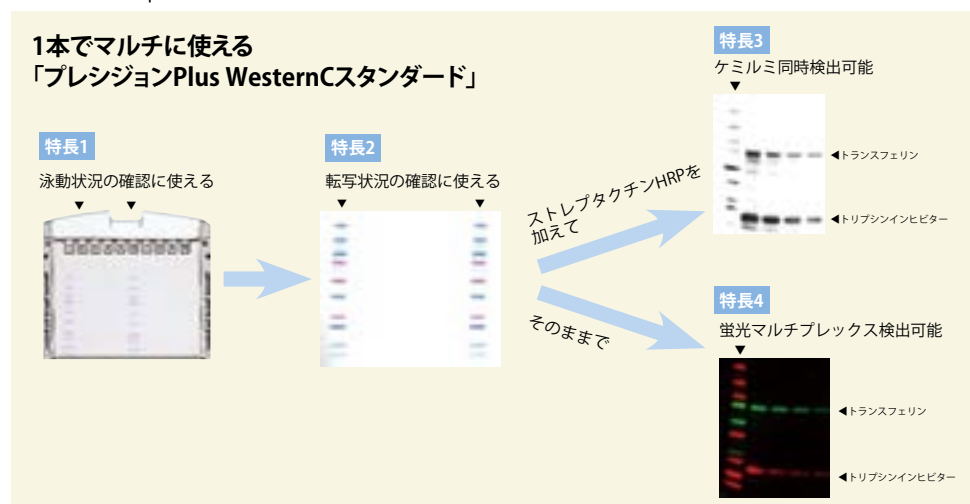 1本でマルチに使える
「プレシジョンPlus WesternCスタンダード」
特長1
泳動状況の確認に使える
▼ ▼
特長2
転写状況の確認に使える
▼ ▼
ストレプタクチンHRPを
加えて
そのままで
特長3
ケミルミ同時検出可能
▼
◀トランスフェリン
◀トリプシンインヒビター
特長4
蛍光マルチプレックス検出可能
▼
◀トランスフェリン
◀トリプシンインヒビター